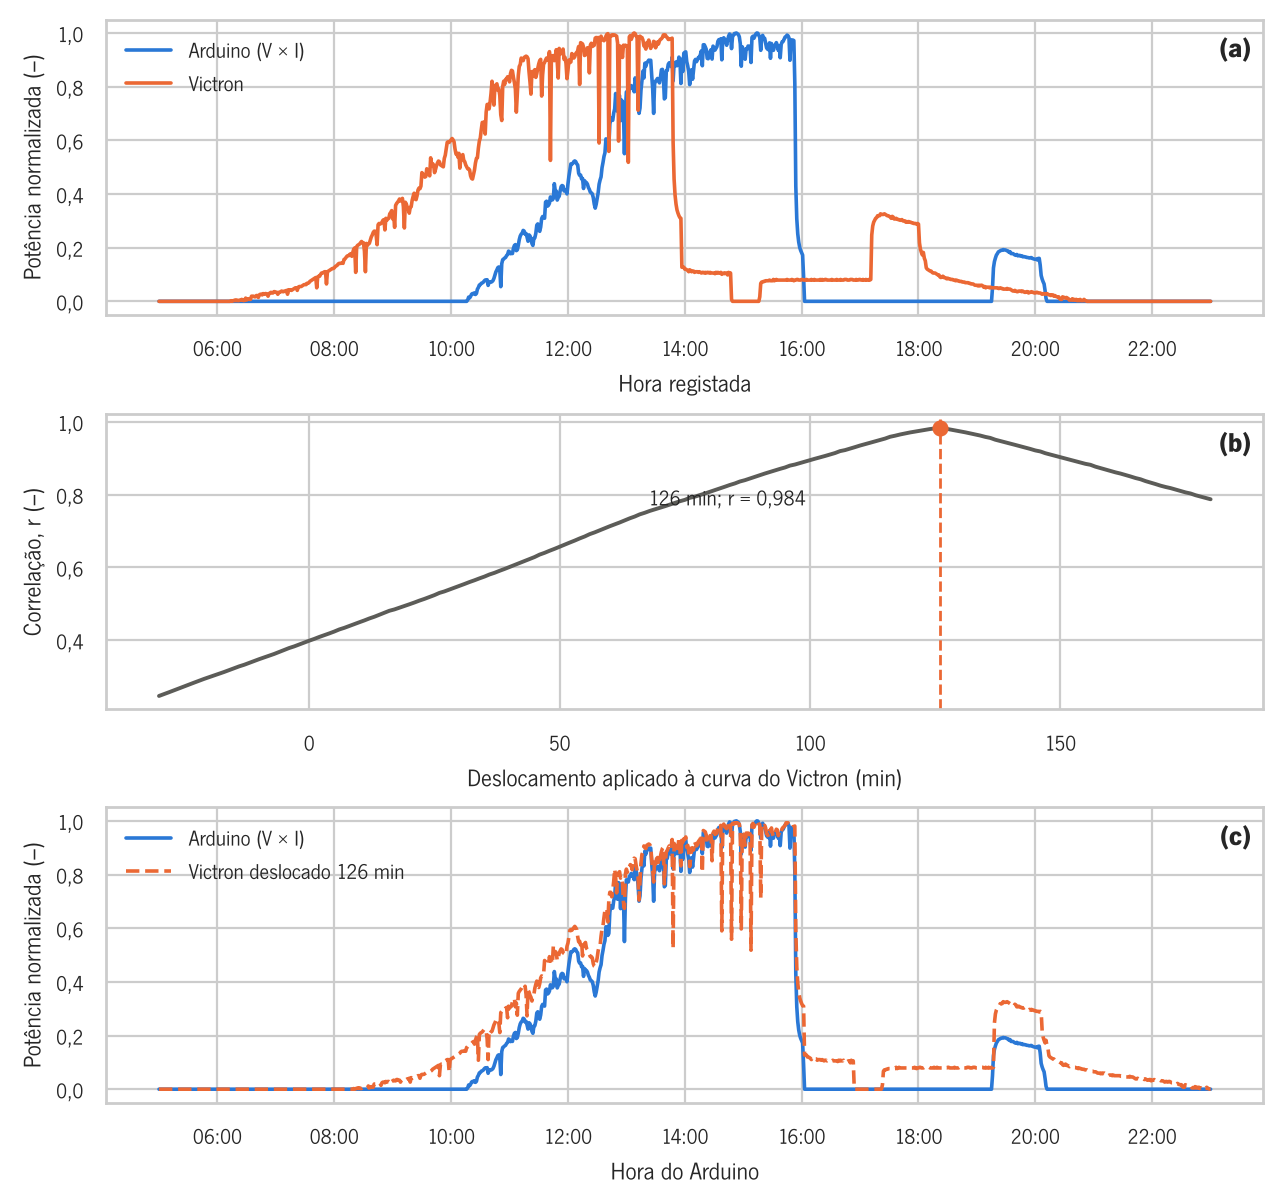 (a)
Arduino (V × I)
Victron
Potência normalizada (–)
1,0
0,8
0,6
0,4
0,2
0,0
06:00 08:00 10:00 12:00 14:00 16:00 18:00 20:00 22:00
Hora registada
(b)
Correlação, r (–)
1,0
0,8
0,6
0,4
126 min; r = 0,984
0 50 100 150
Deslocamento aplicado à curva do Victron (min)
(c)
Arduino (V × I)
Victron deslocado 126 min
Potência normalizada (–)
1,0
0,8
0,6
0,4
0,2
0,0
06:00 08:00 10:00 12:00 14:00 16:00 18:00 20:00 22:00
Hora do Arduino